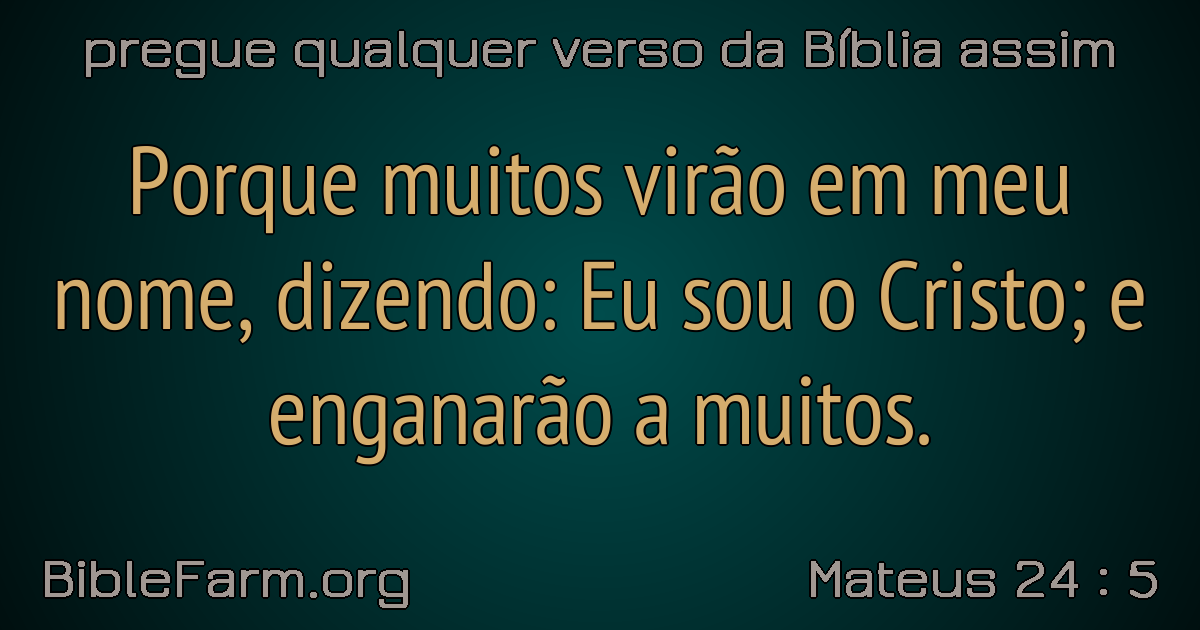 pregue qualquer verso da Bíblia assim
Porque muitos virão em meu
nome, dizendo: Eu sou o Cristo; e
enganarão a muitos.
BibleFarm.org
Mateus 24 : 5